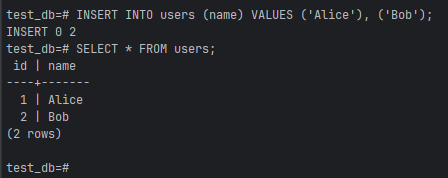 test_db=# INSERT INTO users (name) VALUES ('Alice'), ('Bob');
INSERT 0 2
test_db=# SELECT * FROM users;
 id | name
----+-------
  1 | Alice
  2 | Bob
(2 rows)

test_db=#